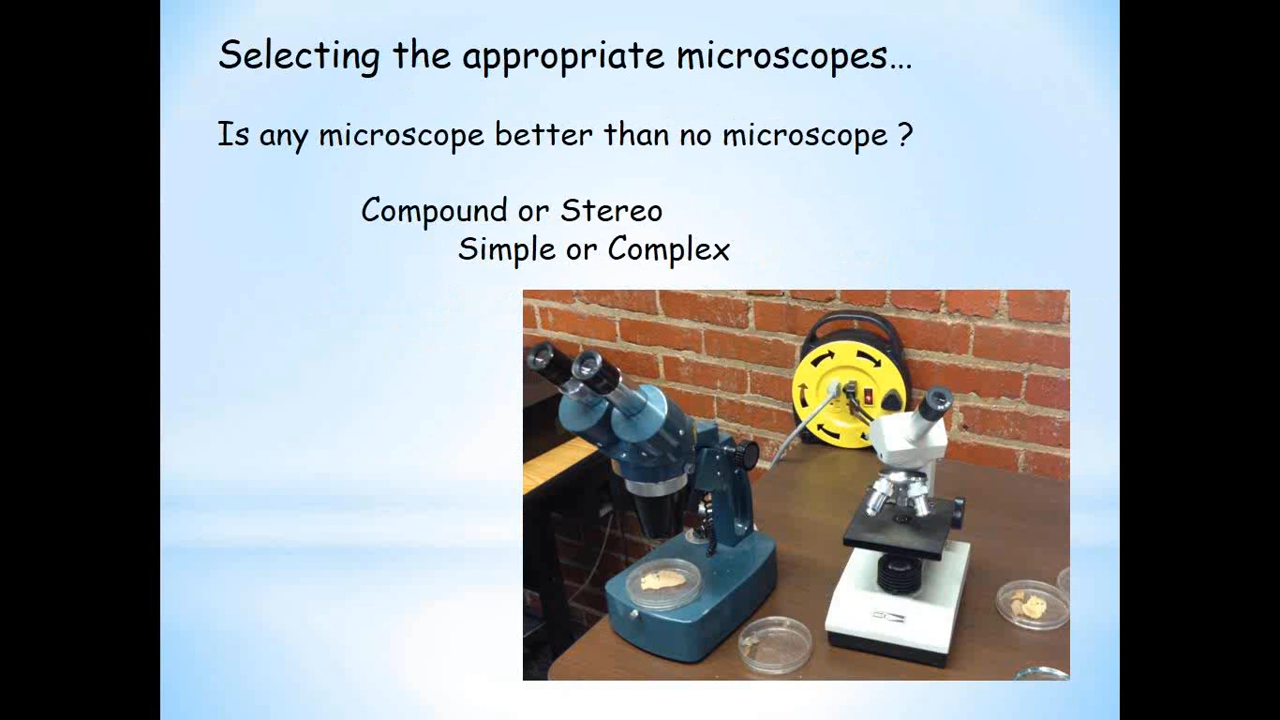 Selecting the appropriate microscopes...
Is any microscope better than no microscope ?
Compound or Stereo
Simple or Complex